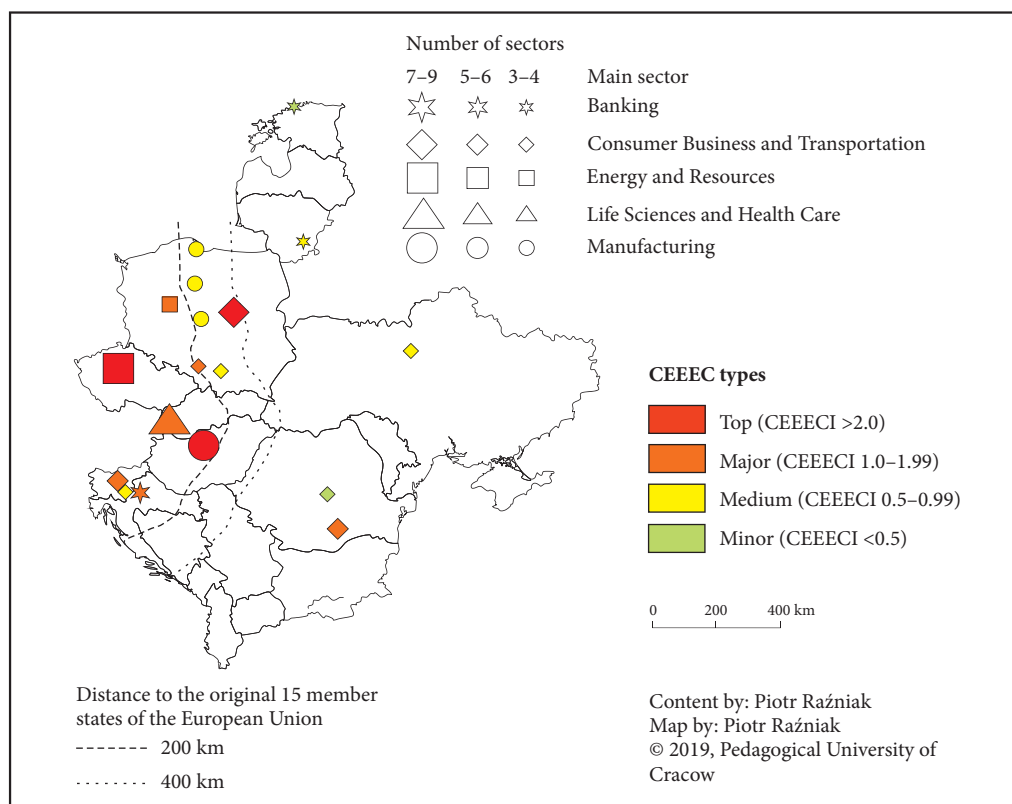 Number of sectors
7–9 5–6 3–4 Main sector
Banking
Consumer Business and Transportation
Energy and Resources
Life Sciences and Health Care
Manufacturing
CEEEC types
Top (CEEECI >2.0)
Major (CEEECI 1.0–1.99)
Medium (CEEECI 0.5–0.99)
Minor (CEEECI <0.5)
0 200 400 km
Distance to the original 15 member
states of the European Union
200 km
400 km
Content by: Piotr Raźniak
Map by: Piotr Raźniak
© 2019, Pedagogical University of
Cracow